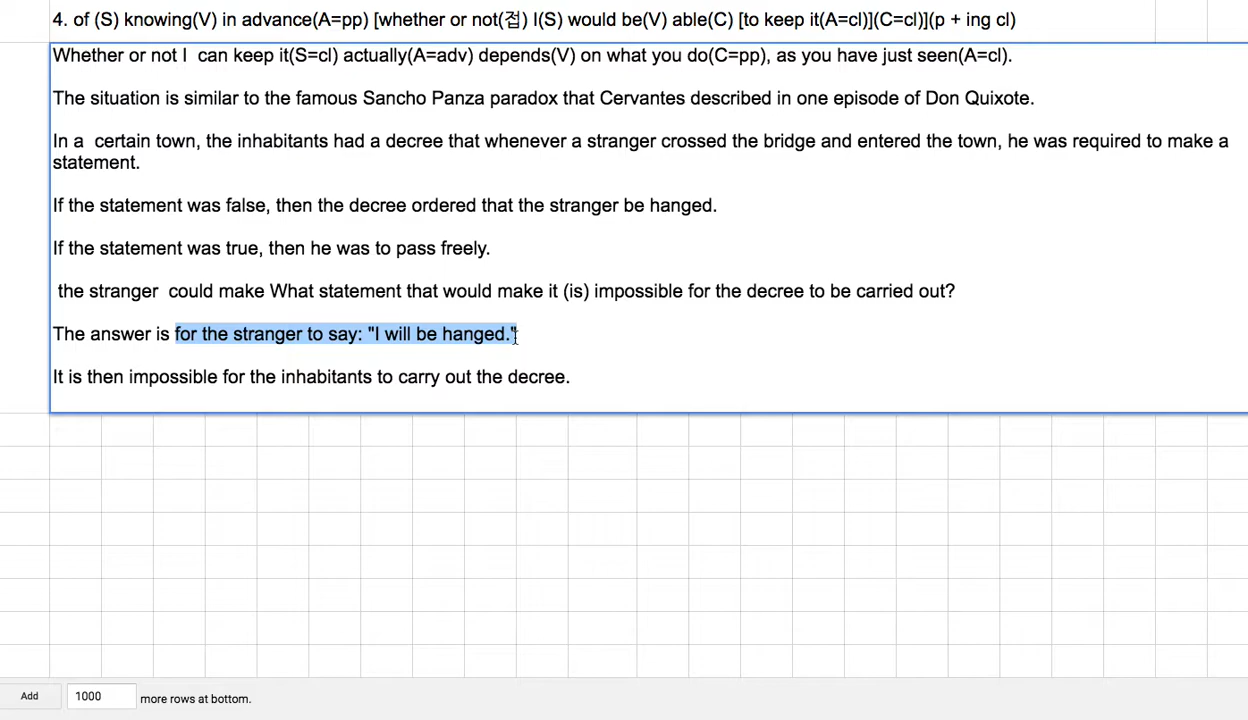 4. of (S) knowing(V) in advance(A=pp) [whether or not(접) I(S) would be(V) able(C) [to keep it(A=cl)](C=cl)](p + ing cl)
Whether or not I  can keep it(S=cl) actually(A=adv) depends(V) on what you do(C=pp), as you have just seen(A=cl).
The situation is similar to the famous Sancho Panza paradox that Cervantes described in one episode of Don Quixote.
In a  certain town, the inhabitants had a decree that whenever a stranger crossed the bridge and entered the town, he was required to make a
statement.
If the statement was false, then the decree ordered that the stranger be hanged.
If the statement was true, then he was to pass freely.
the stranger  could make What statement that would make it (is) impossible for the decree to be carried out?
The answer is for the stranger to say: "I will be hanged."
It is then impossible for the inhabitants to carry out the decree.
Add 1000 more rows at bottom.